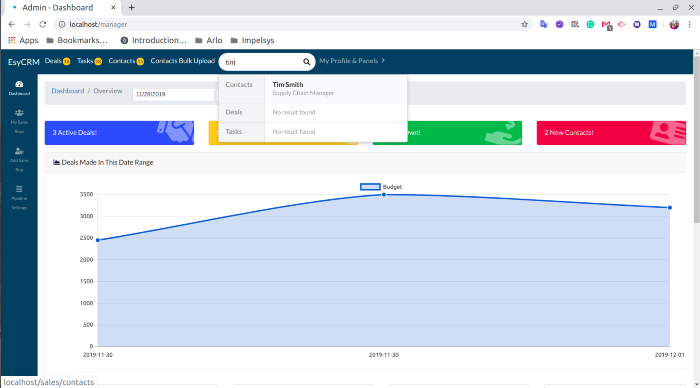 Admin - Dashboard
localhost/manager
Apps Bookmarks... Introduction... Arlo Impelsys
EsyCRM Deals Tasks Contacts Contacts Bulk Upload tim My Profile & Panels
Dashboard
My Sales Reps
Add Sales Rep
Pipeline Settings
Dashboard / Overview 11/28/2019
Contacts Tim Smith
Supply Chain Manager
Deals No result found
Tasks No result found
3 Active Deals!
2 New Contacts!
Deals Made In This Date Range
Budget
3500
3000
2500
2000
1500
1000
500
0
2019-11-30 2019-11-30 2019-12-01
localhost/sales/contacts